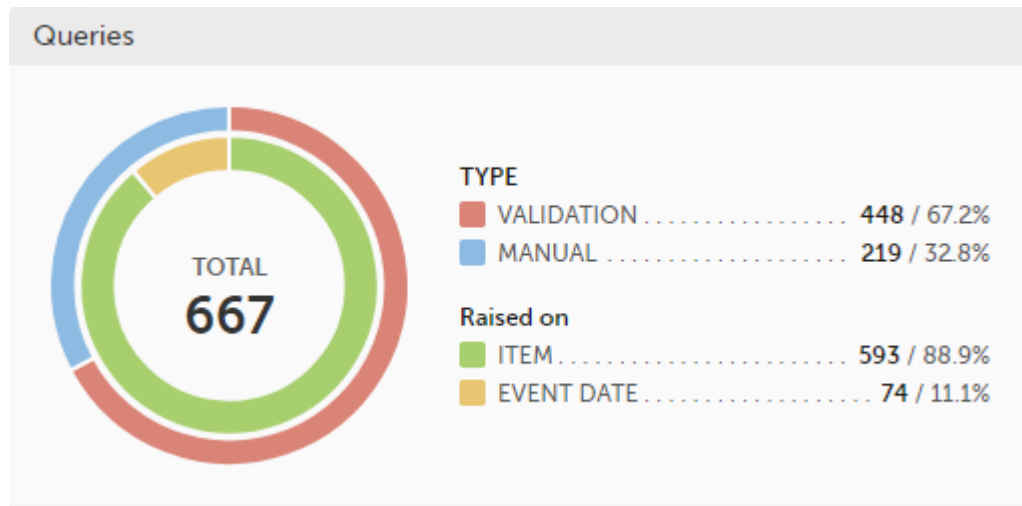 Queries
TOTAL
667
TYPE
VALIDATION . . . . . . . . . . . . . . . . . 448 / 67.2%
MANUAL . . . . . . . . . . . . . . . . . . . . 219 / 32.8%
Raised on
ITEM . . . . . . . . . . . . . . . . . . . . . . . . 593 / 88.9%
EVENT DATE . . . . . . . . . . . . . . . . . . . 74 / 11.1%